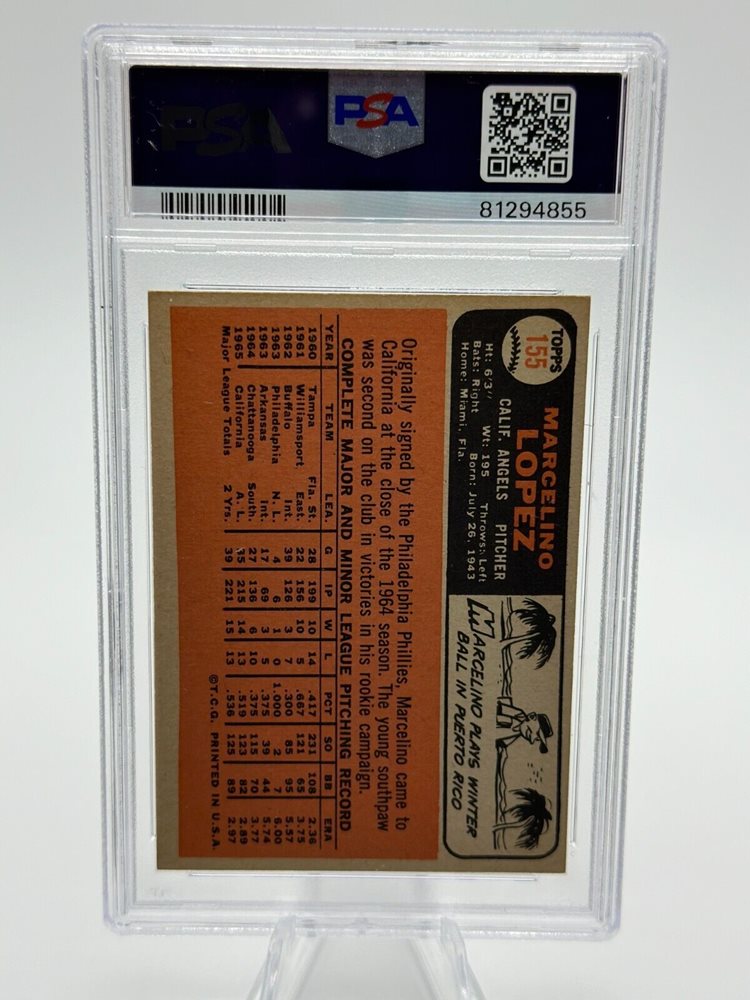 PSA
PSA
81294855
TOPPS
155
MARCELINO
LOPEZ
CALIF. ANGELS PITCHER
Ht: 6'3" Wt: 195 Throws: Left
Bats: Right Born: July 26, 1943
Home: Miami, Fla.
MARCELINO PLAYS WINTER
BALL IN PUERTO RICO
Originally signed by the Philadelphia Phillies, Marcelino came to
California at the close of the 1964 season. The young southpaw
was second on the club in victories in his rookie campaign.
COMPLETE MAJOR AND MINOR LEAGUE PITCHING RECORD
YEAR TEAM LEA. G IP W L PCT SO BB ERA
1960 Tampa Fla. St. 28 199 10 14 .417 231 108 2.36
1961 Williamsport East. 22 156 10 5 .667 121 65 3.75
1962 Buffalo Int. 39 126 3 7 .300 85 95 5.57
1963 Philadelphia N. L. 4 6 1 0 1.000 2 7 6.00
1963 Arkansas Int. 17 69 3 5 .375 39 44 5.74
1964 Chattanooga South. 27 136 6 10 .375 115 70 3.77
1965 California A. L. 35 215 14 13 .519 123 82 2.89
Major League Totals 2 Yrs. 39 221 15 13 .536 125 89 2.97
©T.C.G. PRINTED IN U.S.A.